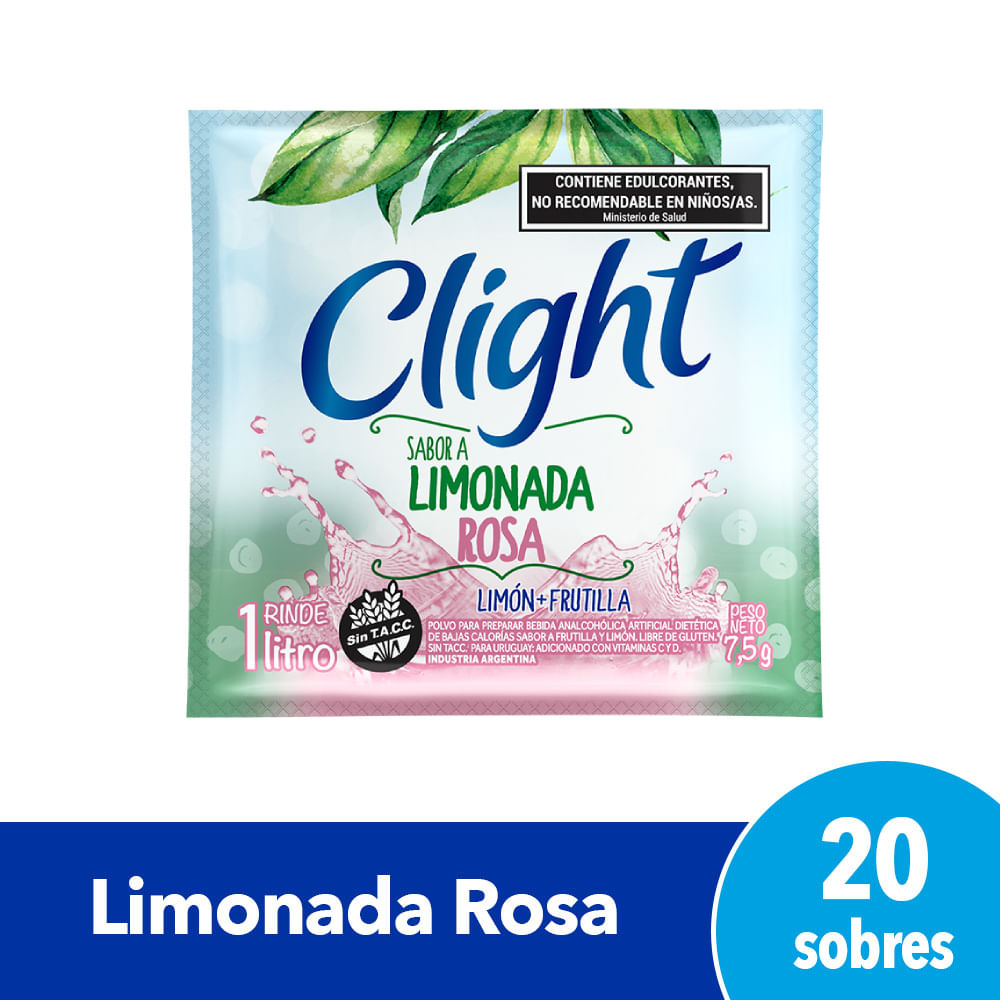 CONTIENE EDULCORANTES,
NO RECOMENDABLE EN NIÑOS/AS.
Ministerio de Salud
Clight
SABOR A
LIMONADA
ROSA
LIMÓN+FRUTILLA
RINDE
1 litro
Sin T.A.C.C.
POLVO PARA PREPARAR BEBIDA ANALCOHÓLICA ARTIFICIAL DIETÉTICA
DE BAJAS CALORÍAS SABOR A FRUTILLA Y LIMÓN. LIBRE DE GLUTEN.
SIN TACC. PARA URUGUAY: ADICIONADO CON VITAMINAS C Y D.
INDUSTRIA ARGENTINA
PESO
NETO
7,5 g
Limonada Rosa
20
sobres